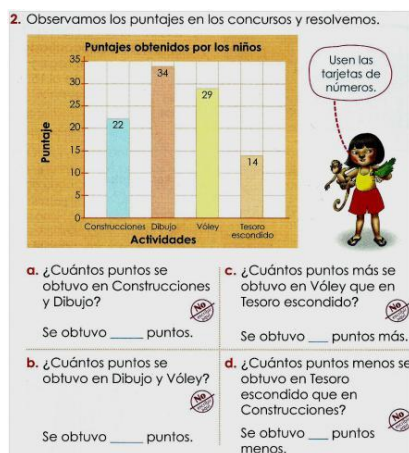 2. Observamos los puntajes en los concursos y resolvemos.
Puntajes obtenidos por los niños
Puntaje
35
30
25
20
15
10
5
0
22
34
29
14
Construcciones
Dibujo
Vóley
Tesoro
escondido
Actividades
Usen las
tarjetas de
números.
a. ¿Cuántos puntos se
obtuvo en Construcciones
y Dibujo?
No
Se obtuvo _____ puntos.
c. ¿Cuántos puntos más se
obtuvo en Vóley que en
Tesoro escondido?
No
Se obtuvo ___ puntos más.
b. ¿Cuántos puntos se
obtuvo en Dibujo y Vóley?
No
Se obtuvo _____ puntos.
d. ¿Cuántos puntos menos se
obtuvo en Tesoro
escondido que en
Construcciones?
No
Se obtuvo ___ puntos
menos.